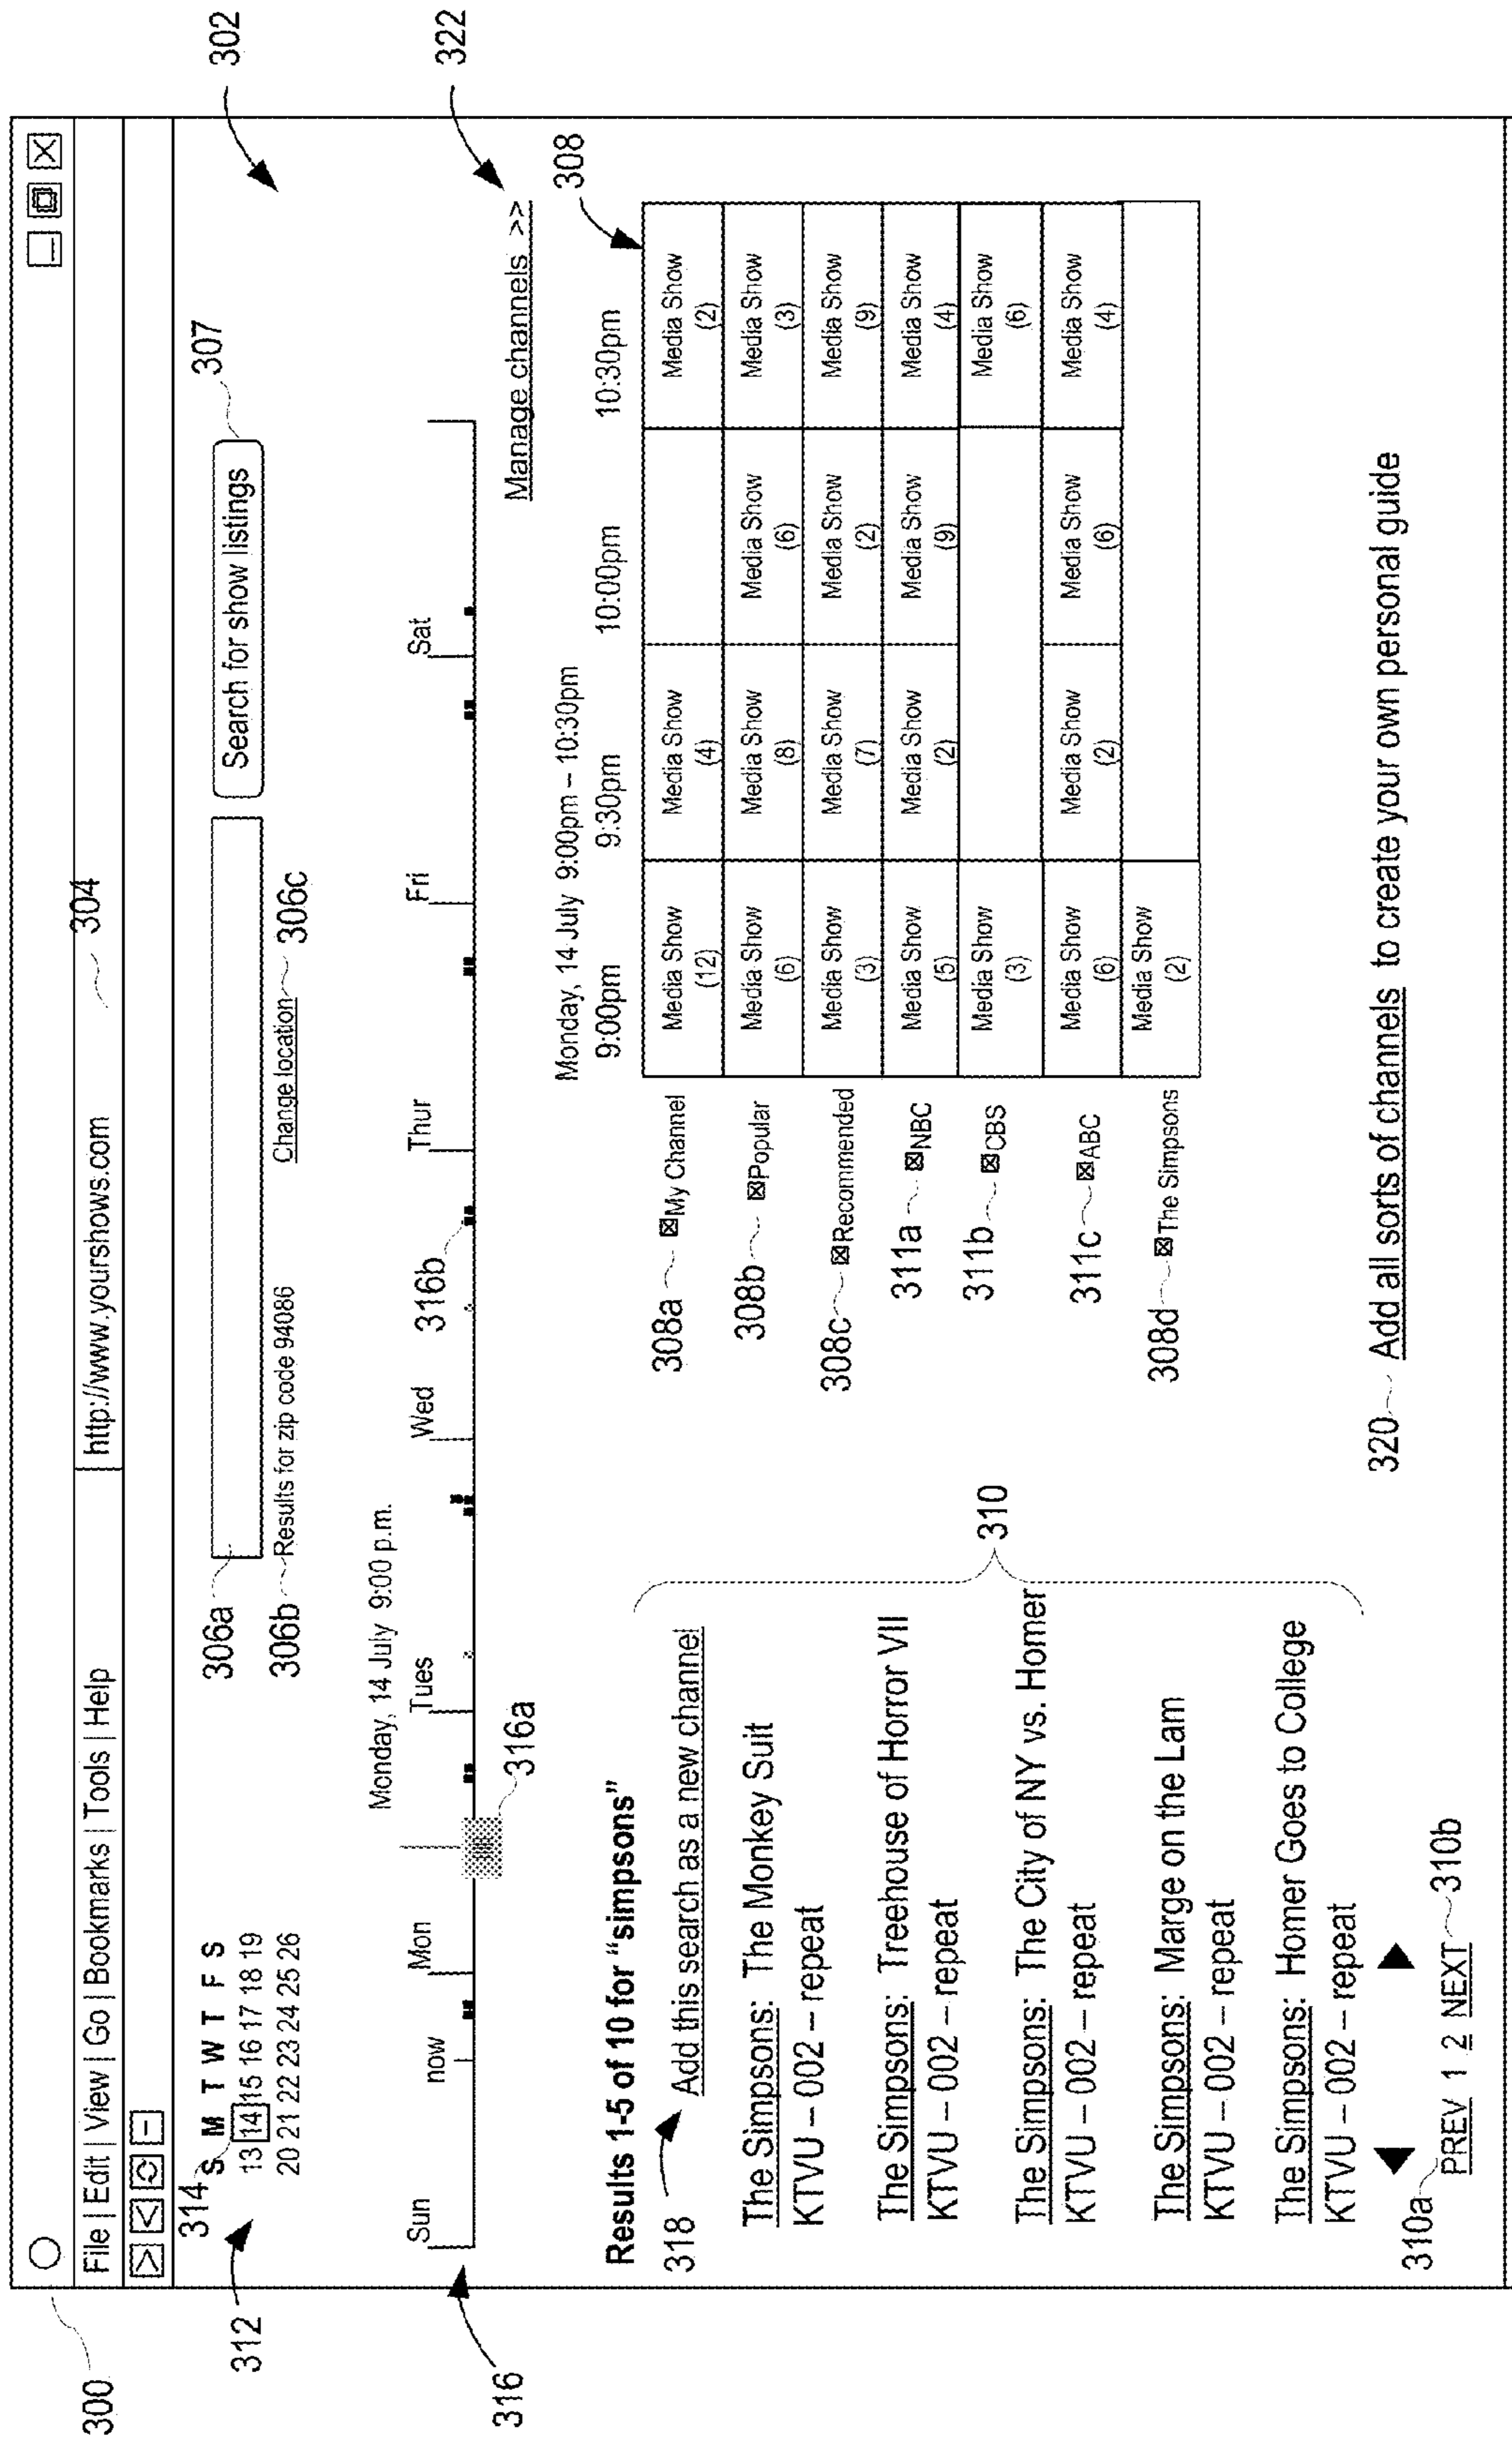 300
302
File | Edit | View | Go | Bookmarks | Tools | Help
http://www.yourshows.com
304
314
S M T W T F S
13 14 15 16 17 18 19
20 21 22 23 24 25 26
312
306a
Search for show listings
307
306b
Results for zip code 94086
Change location
306c
Monday, 14 July 9:00 p.m.
Sun
now
Mon
Tues
Wed
Thur
Fri
Sat
316
316a
316b
Manage channels >>
322
Results 1-5 of 10 for “simpsons”
318
Add this search as a new channel
The Simpsons: The Monkey Suit
KTVU – 002 – repeat
The Simpsons: Treehouse of Horror VII
KTVU – 002 – repeat
The Simpsons: The City of NY vs. Homer
KTVU – 002 – repeat
The Simpsons: Marge on the Lam
KTVU – 002 – repeat
The Simpsons: Homer Goes to College
KTVU – 002 – repeat
310
310a
PREV 1 2 NEXT
310b
Monday, 14 July 9:00pm – 10:30pm
9:00pm 9:30pm 10:00pm 10:30pm
308
308a
My Channel
Media Show (12)
Media Show (4)
Media Show (2)
308b
Popular
Media Show (6)
Media Show (8)
Media Show (6)
Media Show (3)
308c
Recommended
Media Show (3)
Media Show (7)
Media Show (2)
Media Show (9)
311a
NBC
Media Show (5)
Media Show (2)
Media Show (9)
Media Show (4)
311b
CBS
Media Show (3)
Media Show (6)
311c
ABC
Media Show (6)
Media Show (2)
Media Show (6)
Media Show (4)
308d
The Simpsons
Media Show (2)
320
Add all sorts of channels to create your own personal guide